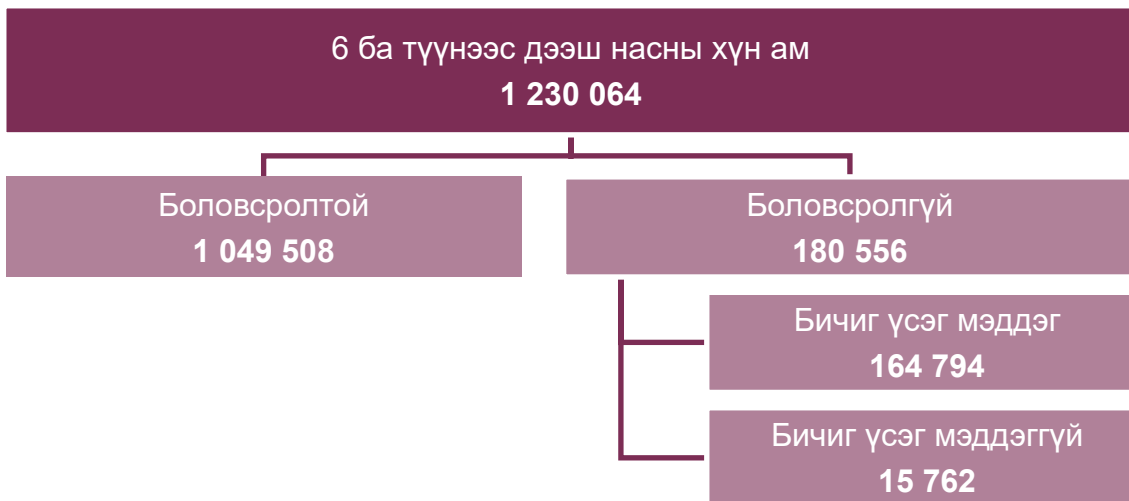 6 ба түүнээс дээш насны хүн ам
1 230 064
Боловсролтой
1 049 508
Боловсролгүй
180 556
Бичиг үсэг мэддэг
164 794
Бичиг үсэг мэддэггүй
15 762